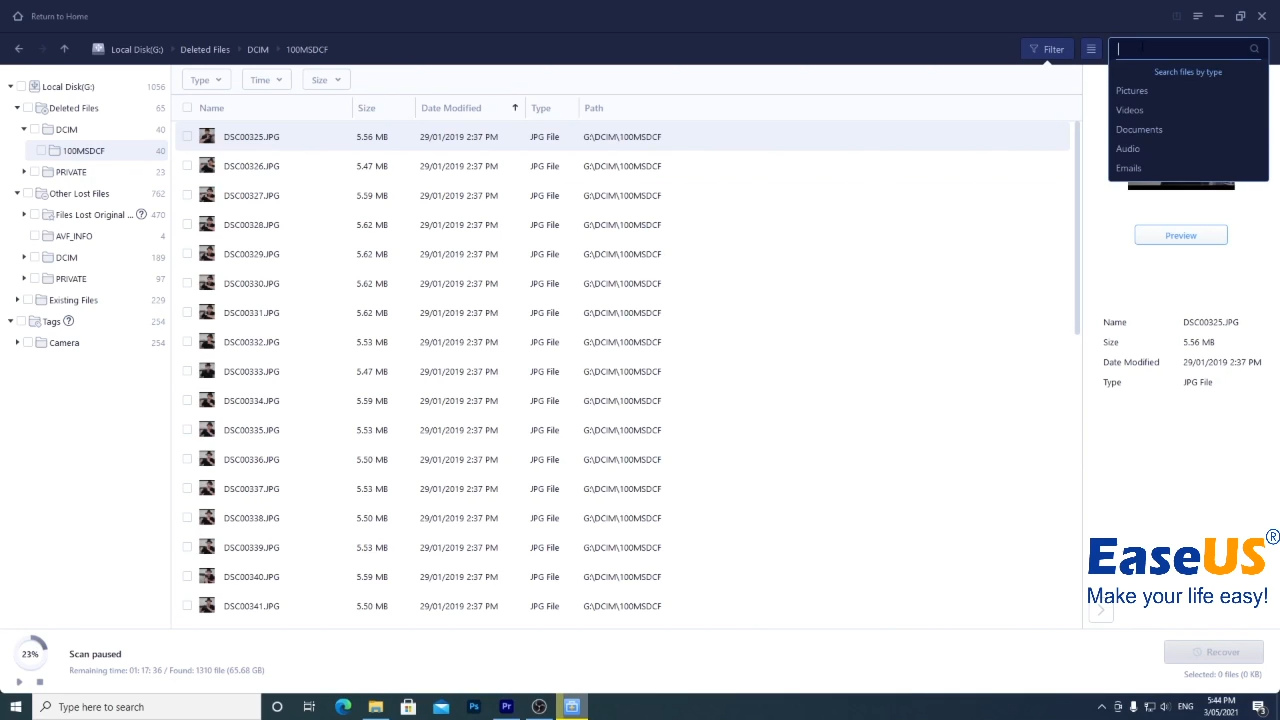 Return to Home
Local Disk(G:) Deleted Files DCIM 100MSDCF Filter
Search files by type
Pictures
Videos
Documents
Audio
Emails
Local Disk(G:) 1056
Deleted Files 65
DCIM 40
100MSDCF 40
PRIVATE 23
Other Lost Files 762
Files Lost Original ... ? 470
AVF_INFO 4
DCIM 189
PRIVATE 97
Existing Files 229
Tags ? 254
Camera 254
Type Time Size
Name Size Date Modified Type Path
DSC00325.JPG 5.56 MB 29/01/2019 2:37 PM JPG File G:\DCIM\100MSDCF
DSC00326.JPG 5.47 MB 29/01/2019 2:37 PM JPG File G:\DCIM\100MSDCF
DSC00327.JPG 5.59 MB 29/01/2019 2:37 PM JPG File G:\DCIM\100MSDCF
DSC00328.JPG 5.62 MB 29/01/2019 2:37 PM JPG File G:\DCIM\100MSDCF
DSC00329.JPG 5.62 MB 29/01/2019 2:37 PM JPG File G:\DCIM\100MSDCF
DSC00330.JPG 5.62 MB 29/01/2019 2:37 PM JPG File G:\DCIM\100MSDCF
DSC00331.JPG 5.62 MB 29/01/2019 2:37 PM JPG File G:\DCIM\100MSDCF
DSC00332.JPG 5.53 MB 29/01/2019 2:37 PM JPG File G:\DCIM\100MSDCF
DSC00333.JPG 5.47 MB 29/01/2019 2:37 PM JPG File G:\DCIM\100MSDCF
DSC00334.JPG 5.59 MB 29/01/2019 2:37 PM JPG File G:\DCIM\100MSDCF
DSC00335.JPG 5.53 MB 29/01/2019 2:37 PM JPG File G:\DCIM\100MSDCF
DSC00336.JPG 5.50 MB 29/01/2019 2:37 PM JPG File G:\DCIM\100MSDCF
DSC00337.JPG 5.53 MB 29/01/2019 2:37 PM JPG File G:\DCIM\100MSDCF
DSC00338.JPG 5.50 MB 29/01/2019 2:37 PM JPG File G:\DCIM\100MSDCF
DSC00339.JPG 5.53 MB 29/01/2019 2:37 PM JPG File G:\DCIM\100MSDCF
DSC00340.JPG 5.59 MB 29/01/2019 2:37 PM JPG File G:\DCIM\100MSDCF
DSC00341.JPG 5.50 MB 29/01/2019 2:37 PM JPG File G:\DCIM\100MSDCF
Preview
Name DSC00325.JPG
Size 5.56 MB
Date Modified 29/01/2019 2:37 PM
Type JPG File
EaseUS®
Make your life easy!
23%
Scan paused
Remaining time: 01: 17: 36 / Found: 1310 file (65.68 GB)
Recover
Selected: 0 files (0 KB)
Type here to search
Ps
Pr
5:44 PM
3/05/2021